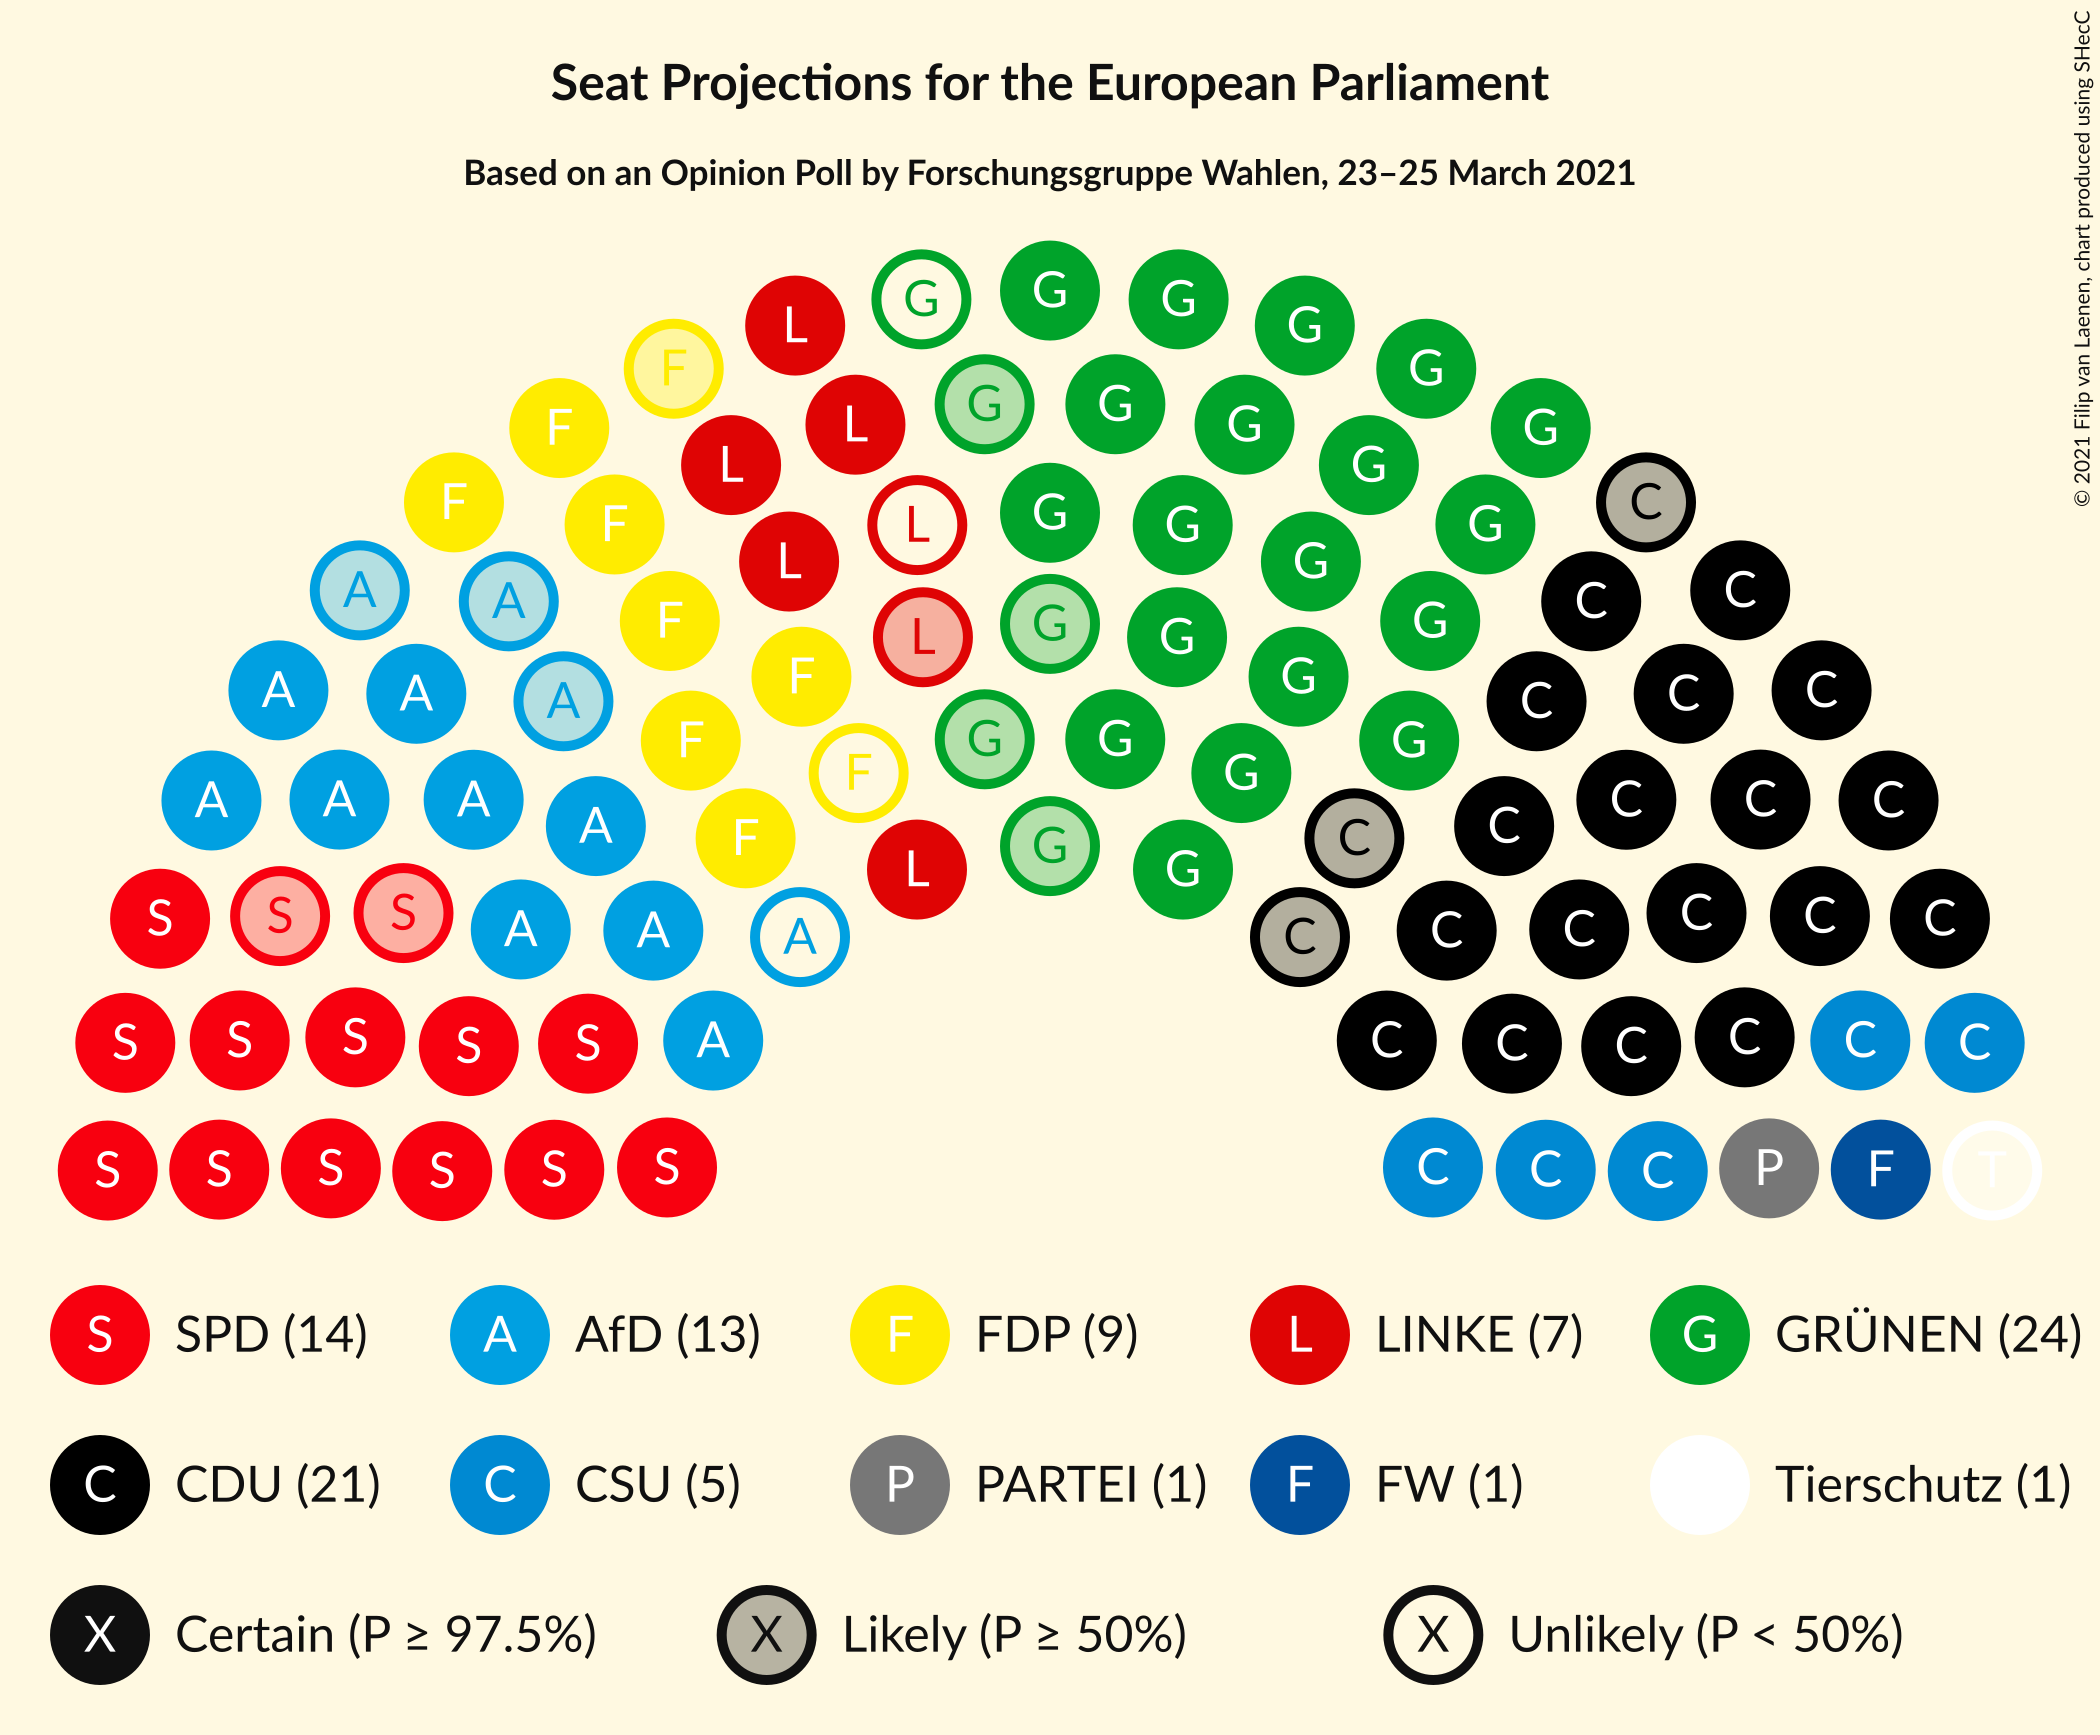 Seat Projections for the European Parliament
Based on an Opinion Poll by Forschungsgruppe Wahlen, 23–25 March 2021
© 2021 Filip van Laenen, chart produced using SHecC
G G G G
L G
F G G G G
F L L G
F F L L G G G G C
A A F L G G G C C
A A A F F L G G G G C C C
A A A A F F G G G G C C C C
S S S A A F A L G G C C C C C C C
S S S S S A C C C C C C
S S S S S S C C C P F T
S SPD (14) A AfD (13) F FDP (9) L LINKE (7) G GRÜNEN (24)
C CDU (21) C CSU (5) P PARTEI (1) F FW (1) Tierschutz (1)
X Certain (P ≥ 97.5%) X Likely (P ≥ 50%) X Unlikely (P < 50%)